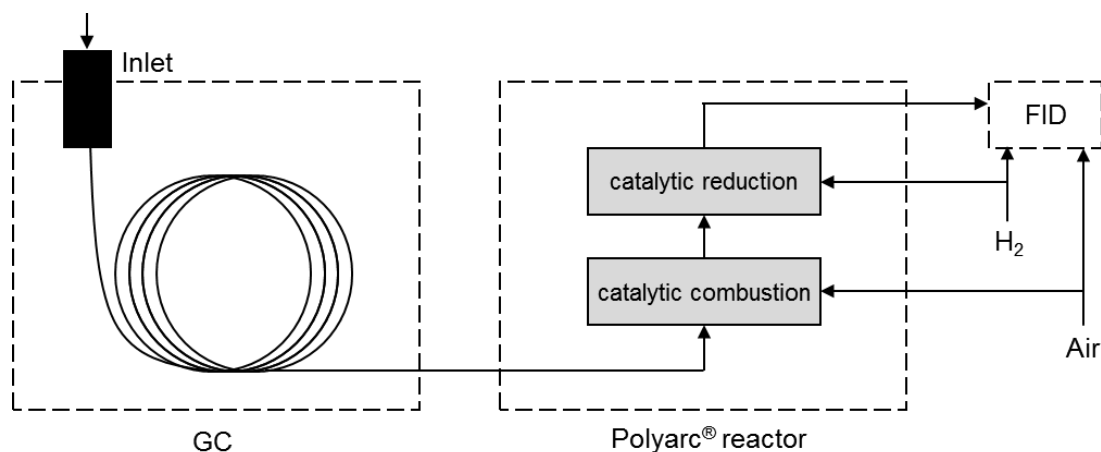 Inlet
FID
catalytic reduction
H₂
catalytic combustion
Air
GC
Polyarc® reactor